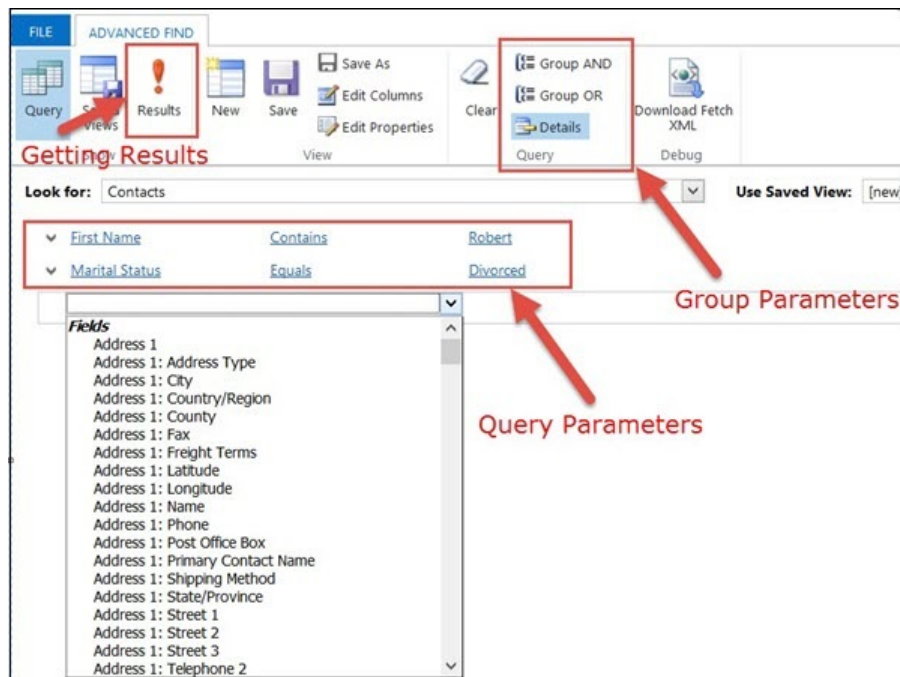 FILE
ADVANCED FIND
Query
Views
Results
New
Save
Save As
Edit Columns
Edit Properties
Clear
Group AND
Group OR
Details
Download Fetch
XML
View
Query
Debug
Getting Results
Look for: Contacts
Use Saved View: [new]
First Name Contains Robert
Marital Status Equals Divorced
Group Parameters
Query Parameters
Fields
Address 1
Address 1: Address Type
Address 1: City
Address 1: Country/Region
Address 1: County
Address 1: Fax
Address 1: Freight Terms
Address 1: Latitude
Address 1: Longitude
Address 1: Name
Address 1: Phone
Address 1: Post Office Box
Address 1: Primary Contact Name
Address 1: Shipping Method
Address 1: State/Province
Address 1: Street 1
Address 1: Street 2
Address 1: Street 3
Address 1: Telephone 2